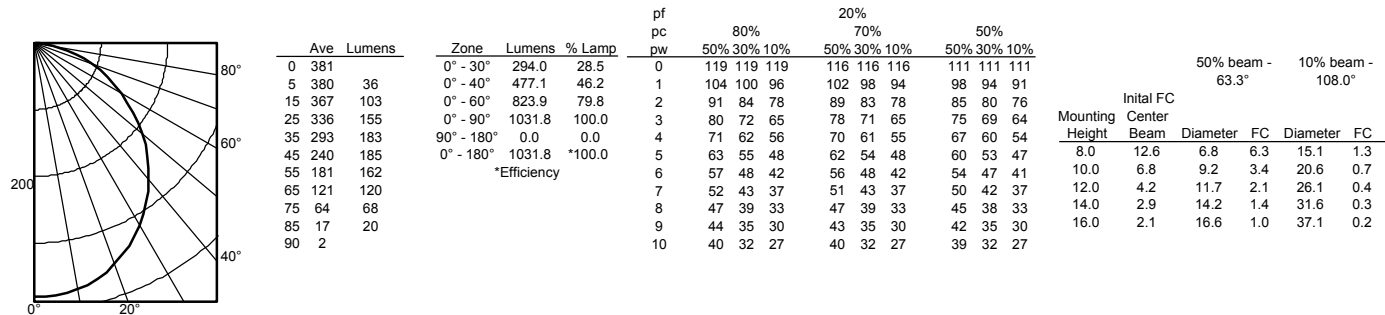 80°
60°
200
40°
0° 20°
Ave Lumens
0 381
5 380 36
15 367 103
25 336 155
35 293 183
45 240 185
55 181 162
65 121 120
75 64 68
85 17 20
90 2
Zone Lumens % Lamp
0° - 30° 294.0 28.5
0° - 40° 477.1 46.2
0° - 60° 823.9 79.8
0° - 90° 1031.8 100.0
90° - 180° 0.0 0.0
0° - 180° 1031.8 *100.0
*Efficiency
pf 20%
pc 80% 70% 50%
pw 50% 30% 10% 50% 30% 10% 50% 30% 10%
0 119 119 119 116 116 116 111 111 111
1 104 100 96 102 98 94 98 94 91
2 91 84 78 89 83 78 85 80 76
3 80 72 65 78 71 65 75 69 64
4 71 62 56 70 61 55 67 60 54
5 63 55 48 62 54 48 60 53 47
6 57 48 42 56 48 42 54 47 41
7 52 43 37 51 43 37 50 42 37
8 47 39 33 47 39 33 45 38 33
9 44 35 30 43 35 30 42 35 30
10 40 32 27 40 32 27 39 32 27
50% beam - 10% beam -
63.3° 108.0°
Inital FC
Mounting Center
Height Beam Diameter FC Diameter FC
8.0 12.6 6.8 6.3 15.1 1.3
10.0 6.8 9.2 3.4 20.6 0.7
12.0 4.2 11.7 2.1 26.1 0.4
14.0 2.9 14.2 1.4 31.6 0.3
16.0 2.1 16.6 1.0 37.1 0.2